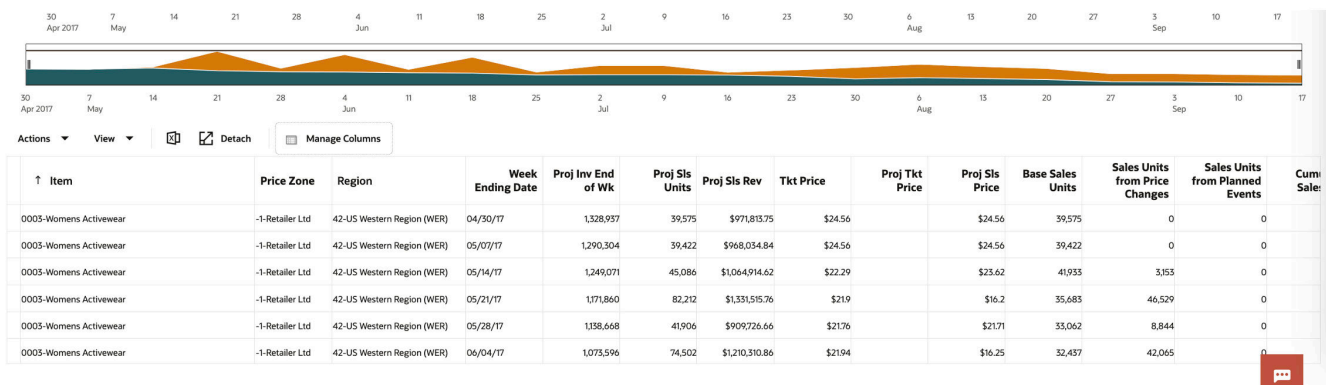 30 7 14 21 28 4 11 18 25 2 9 16 23 30 6 13 20 27 3 10 17
Apr 2017 May Jun Jul Aug Sep
30 7 14 21 28 4 11 18 25 2 9 16 23 30 6 13 20 27 3 10 17
Apr 2017 May Jun Jul Aug Sep
Actions View Detach Manage Columns
↑ Item Price Zone Region Week Ending Date Proj Inv End of Wk Proj Sls Units Proj Sls Rev Tkt Price Proj Tkt Price Proj Sls Price Base Sales Units Sales Units from Price Changes Sales Units from Planned Events Sales
0003-Womens Activewear -1-Retailer Ltd 42-US Western Region (WER) 04/30/17 1,328,937 39,575 $971,813.75 $24.56 $24.56 39,575 0 0
0003-Womens Activewear -1-Retailer Ltd 42-US Western Region (WER) 05/07/17 1,290,304 39,422 $968,034.84 $24.56 $24.56 39,422 0 0
0003-Womens Activewear -1-Retailer Ltd 42-US Western Region (WER) 05/14/17 1,249,071 45,086 $1,064,914.62 $22.29 $23.62 41,933 3,153 0
0003-Womens Activewear -1-Retailer Ltd 42-US Western Region (WER) 05/21/17 1,171,860 82,212 $1,331,515.76 $21.9 $16.2 35,683 46,529 0
0003-Womens Activewear -1-Retailer Ltd 42-US Western Region (WER) 05/28/17 1,138,668 41,906 $909,726.66 $21.76 $21.71 33,062 8,844 0
0003-Womens Activewear -1-Retailer Ltd 42-US Western Region (WER) 06/04/17 1,073,596 74,502 $1,210,310.86 $21.94 $16.25 32,437 42,065 0